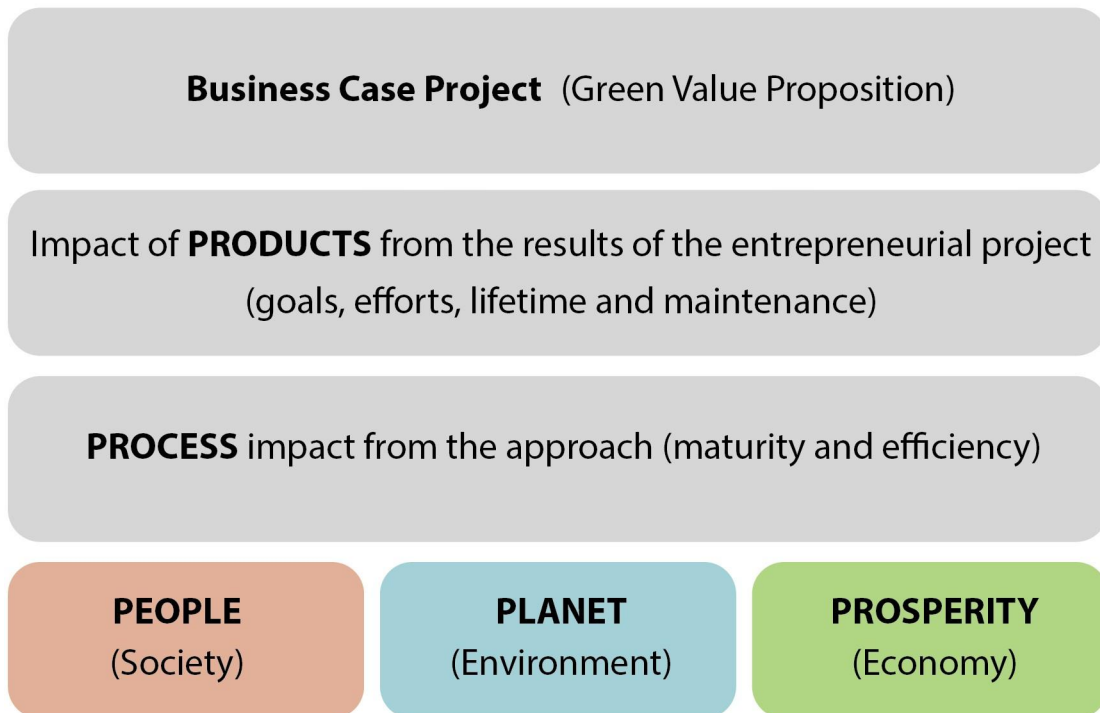 Business Case Project (Green Value Proposition)
Impact of PRODUCTS from the results of the entrepreneurial project
(goals, efforts, lifetime and maintenance)
PROCESS impact from the approach (maturity and efficiency)
PEOPLE
(Society)
PLANET
(Environment)
PROSPERITY
(Economy)